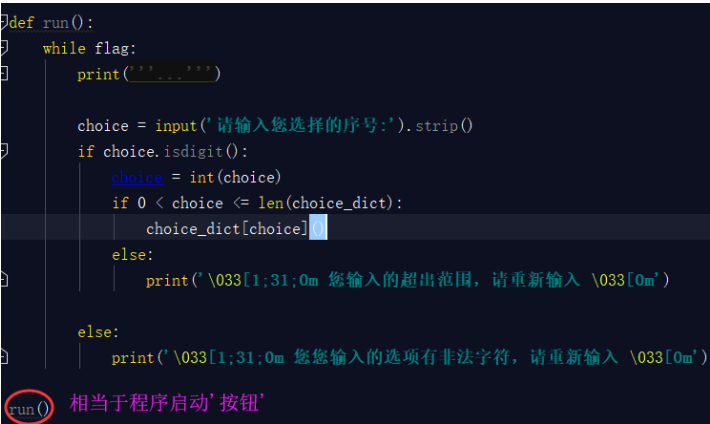 def run():
while flag:
print('''...''')
choice = input('请输入您选择的序号:').strip()
if choice.isdigit():
choice = int(choice)
if 0 < choice <= len(choice_dict):
choice_dict[choice]()
else:
print('\033[1;31;0m 您输入的超出范围，请重新输入 \033[0m')
else:
print('\033[1;31;0m 您您输入的选项有非法字符，请重新输入 \033[0m')
run() 相当于程序启动'按钮'